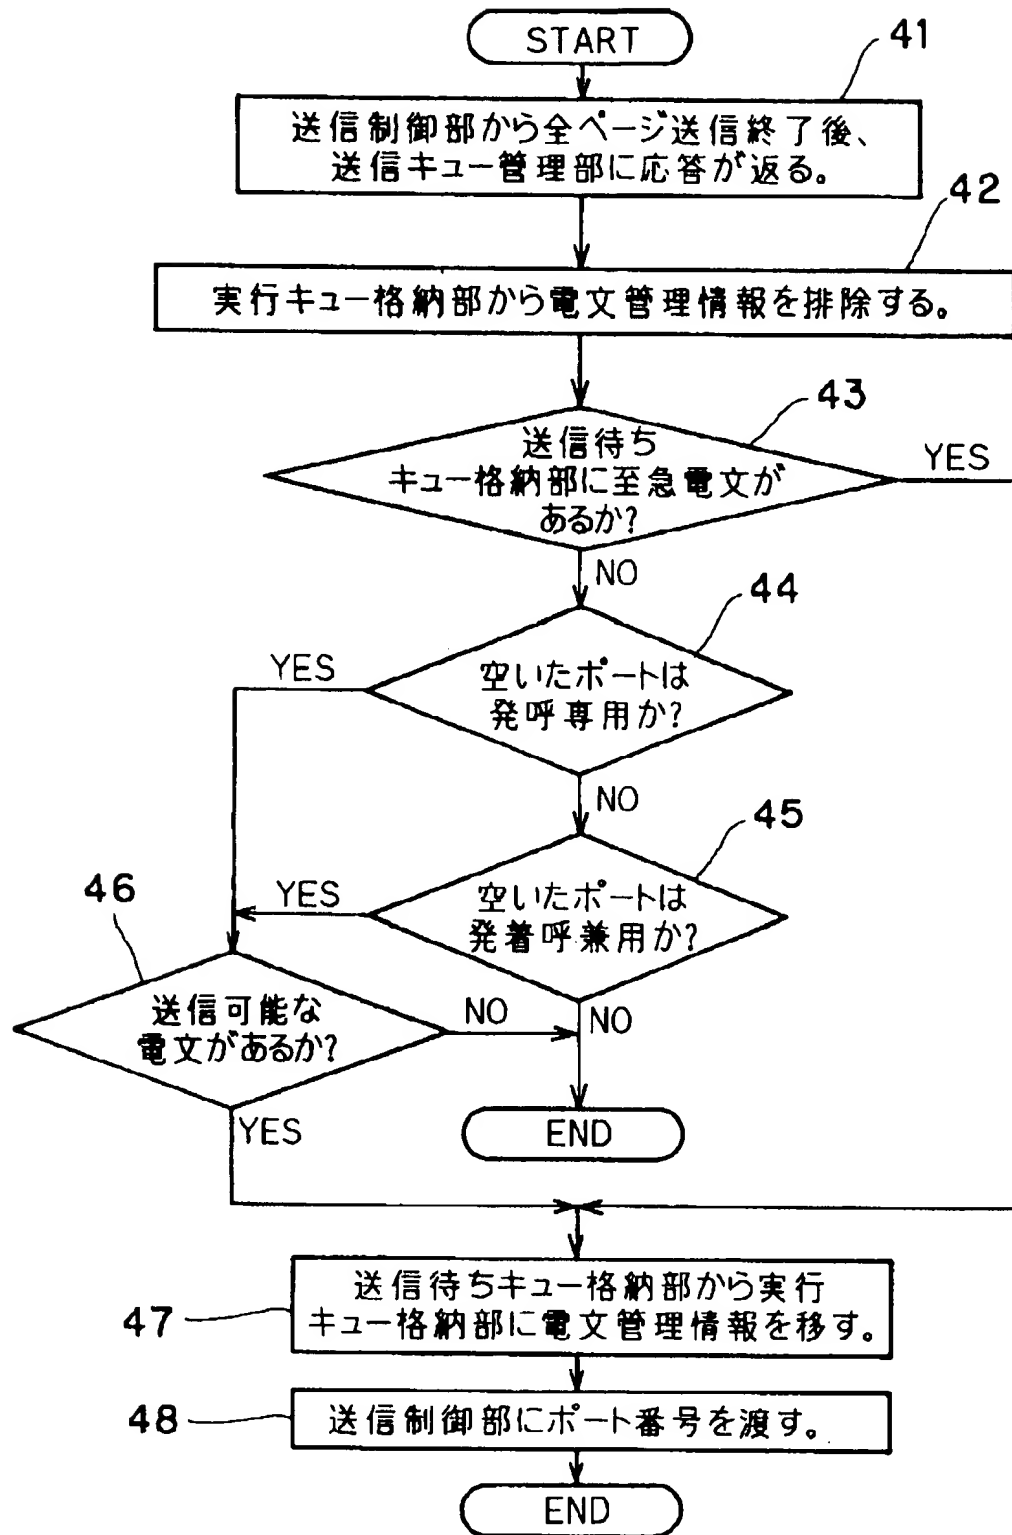 START
41
送信制御部から全ページ送信終了後、
送信キュー管理部に応答が返る。
42
実行キュー格納部から電文管理情報を排除する。
43
送信待ち
キュー格納部に至急電文が
あるか?
YES
NO
44
空いたポートは
発呼専用か?
YES
NO
45
空いたポートは
発着呼兼用か?
YES
NO
46
送信可能な
電文があるか?
NO
YES
END
47
送信待ちキュー格納部から実行
キュー格納部に電文管理情報を移す。
48
送信制御部にポート番号を渡す。
END